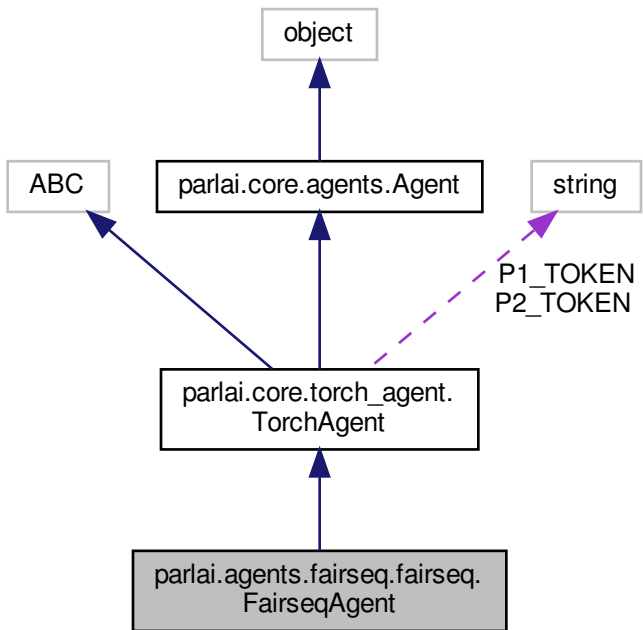 object
ABC
parlai.core.agents.Agent
string
P1_TOKEN
P2_TOKEN
parlai.core.torch_agent.
TorchAgent
parlai.agents.fairseq.fairseq.
FairseqAgent